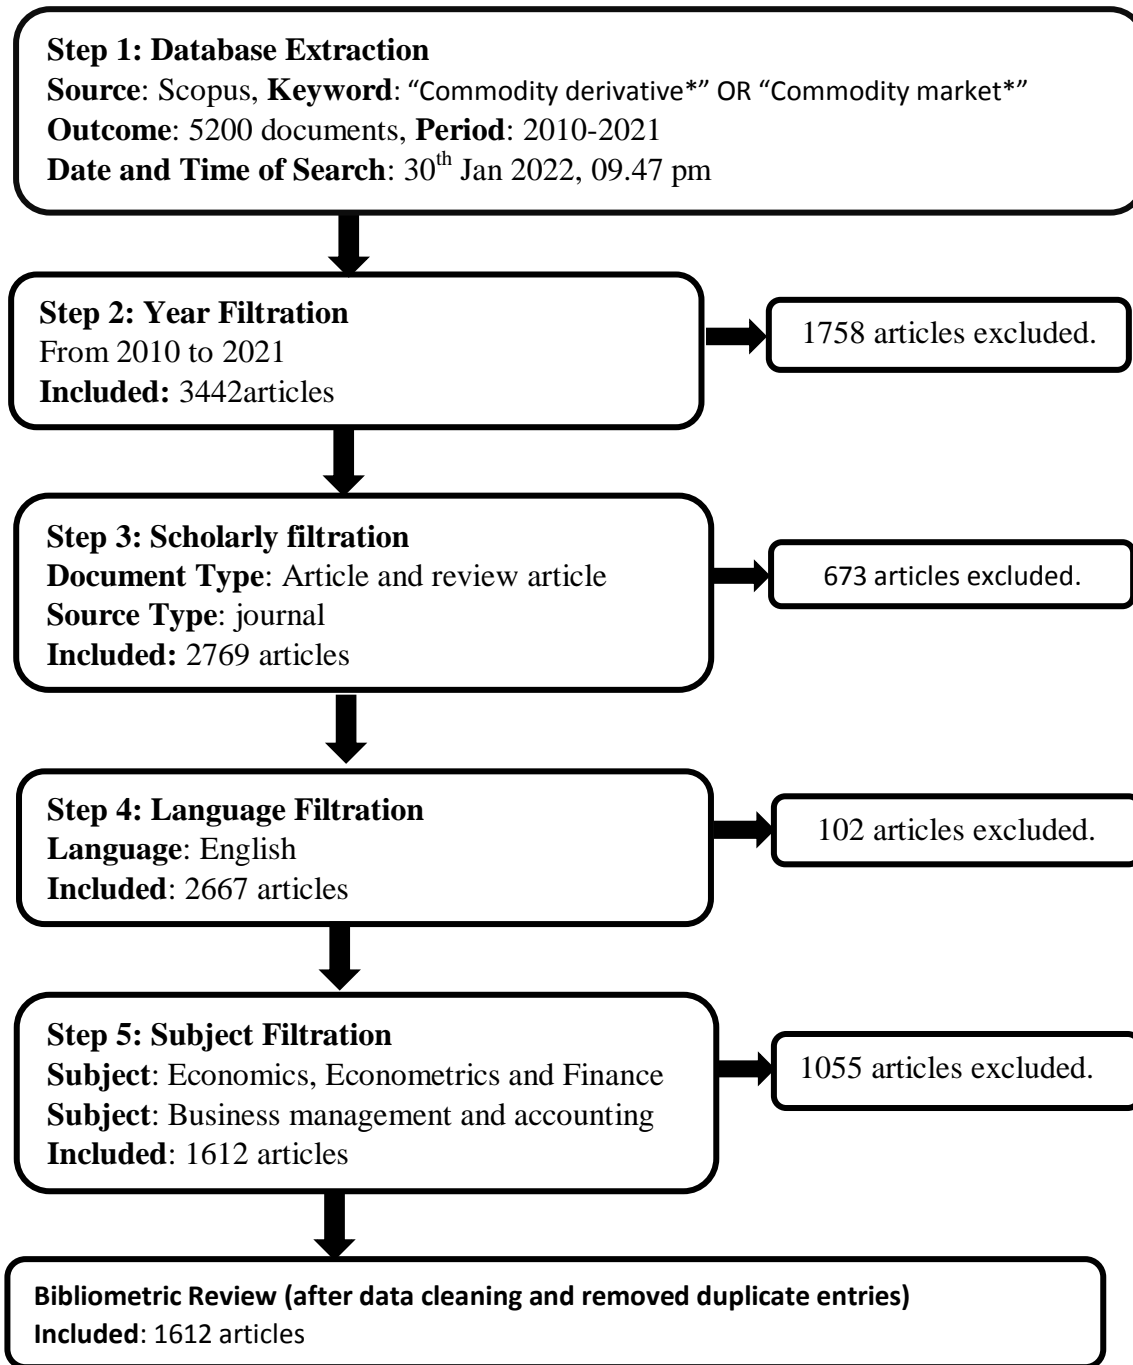 Step 1: Database Extraction
Source: Scopus, Keyword: “Commodity derivative*” OR “Commodity market*”
Outcome: 5200 documents, Period: 2010-2021
Date and Time of Search: 30th Jan 2022, 09.47 pm
Step 2: Year Filtration
From 2010 to 2021
Included: 3442articles
1758 articles excluded.
Step 3: Scholarly filtration
Document Type: Article and review article
Source Type: journal
Included: 2769 articles
673 articles excluded.
Step 4: Language Filtration
Language: English
Included: 2667 articles
102 articles excluded.
Step 5: Subject Filtration
Subject: Economics, Econometrics and Finance
Subject: Business management and accounting
Included: 1612 articles
1055 articles excluded.
Bibliometric Review (after data cleaning and removed duplicate entries)
Included: 1612 articles